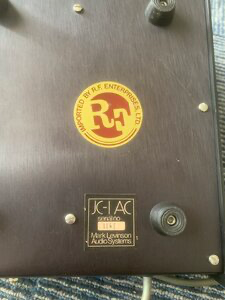 IMPORTED BY R.F. ENTERPRISES, LTD.
RF
JC-1 AC
serial no.
Mark Levinson
Audio Systems